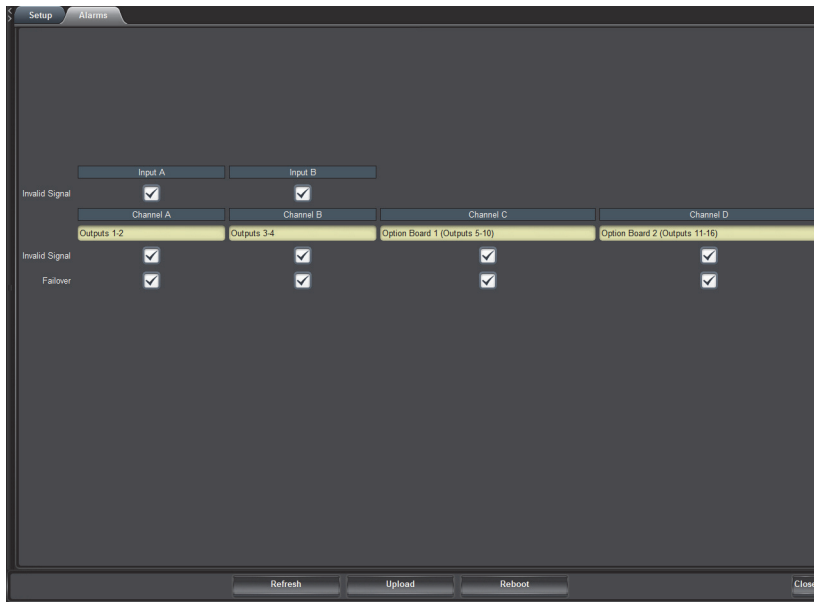 Setup Alarms
Input A Input B
Invalid Signal
Channel A Channel B Channel C Channel D
Outputs 1-2 Outputs 3-4 Option Board 1 (Outputs 5-10) Option Board 2 (Outputs 11-16)
Invalid Signal
Failover
Refresh Upload Reboot Close